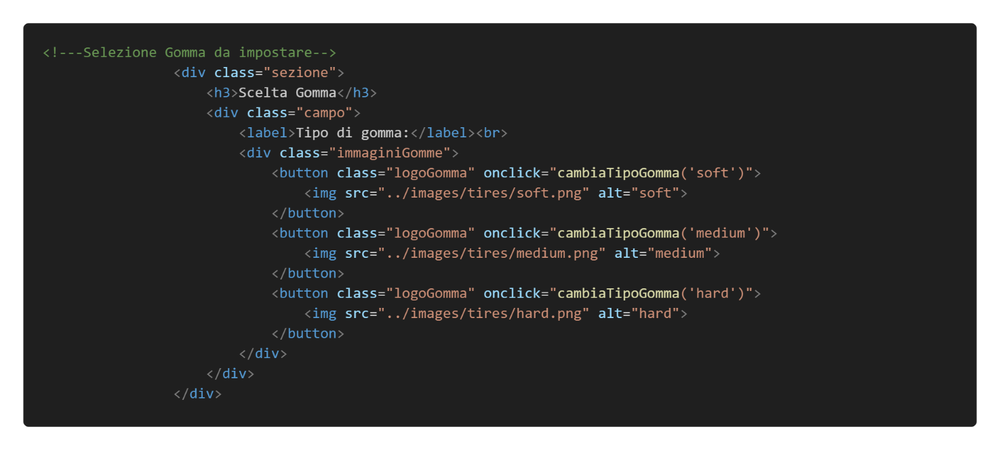 <!---Selezione Gomma da impostare-->
<div class="sezione">
<h3>Scelta Gomma</h3>
<div class="campo">
<label>Tipo di gomma:</label><br>
<div class="immaginiGomme">
<button class="logoGomma" onclick="cambiaTipoGomma('soft')">
<img src="../images/tires/soft.png" alt="soft">
</button>
<button class="logoGomma" onclick="cambiaTipoGomma('medium')">
<img src="../images/tires/medium.png" alt="medium">
</button>
<button class="logoGomma" onclick="cambiaTipoGomma('hard')">
<img src="../images/tires/hard.png" alt="hard">
</button>
</div>
</div>
</div>